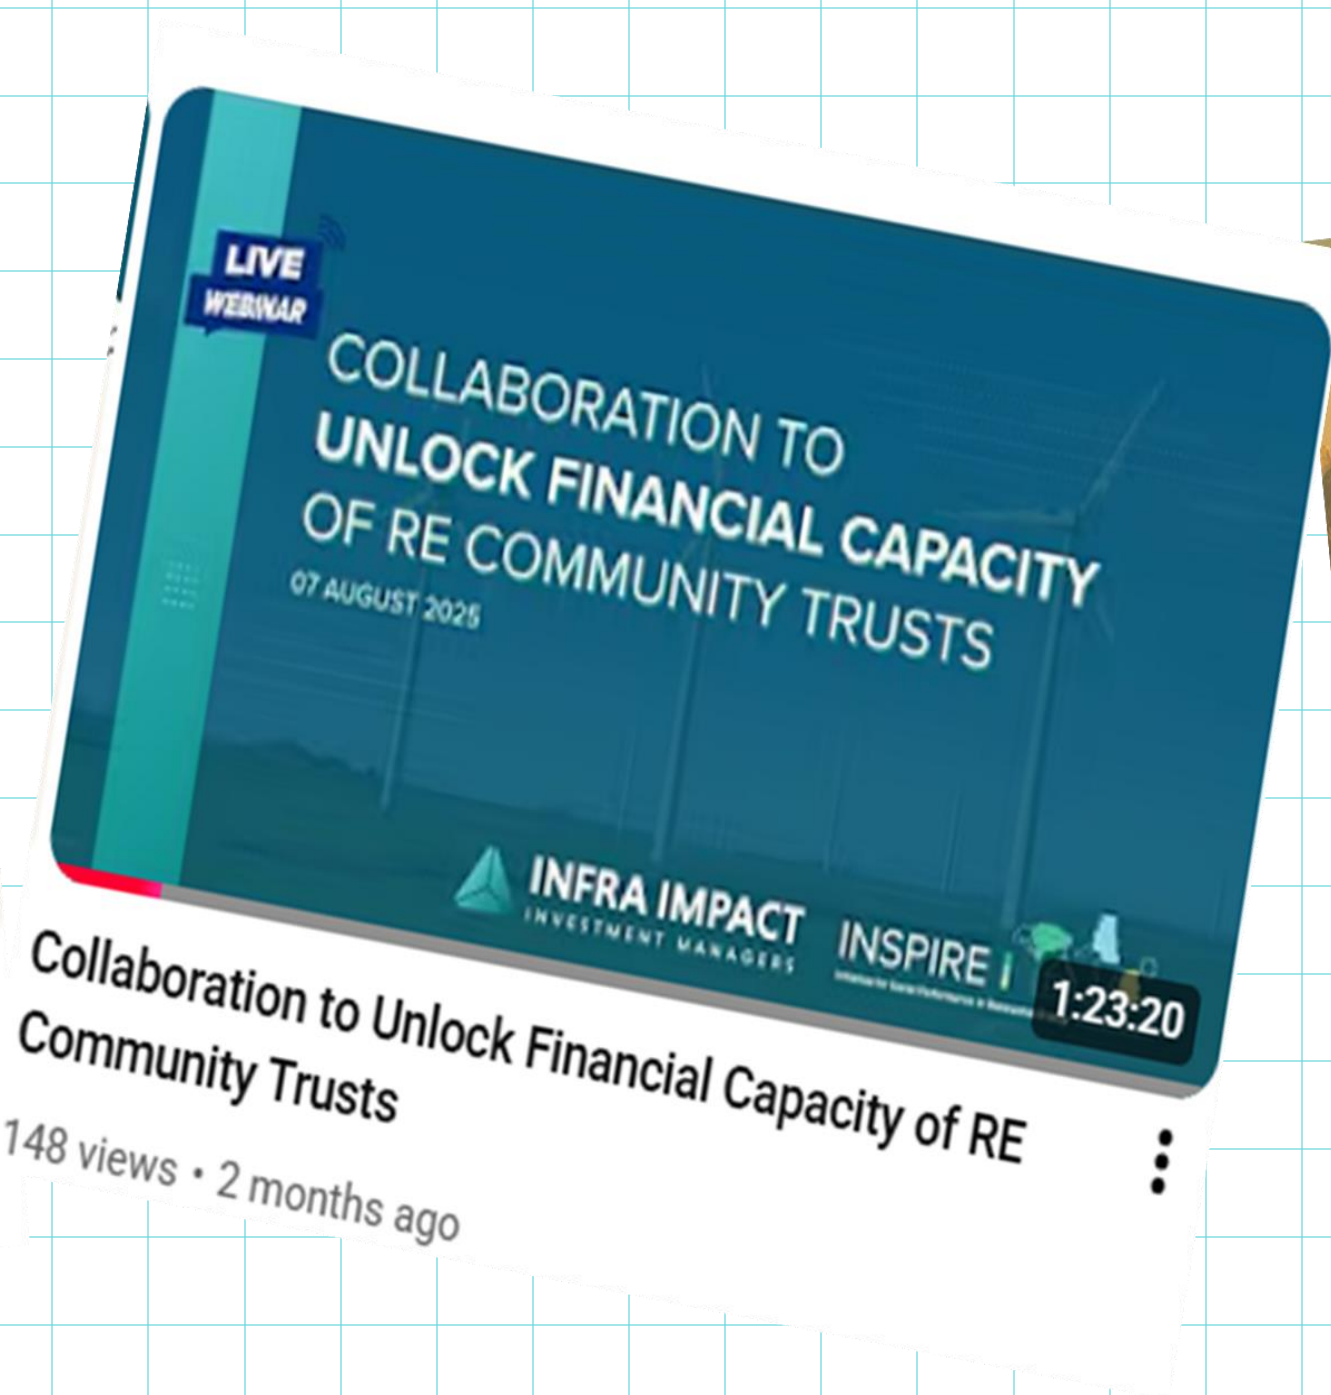 LIVE
WEBINAR
COLLABORATION TO
UNLOCK FINANCIAL CAPACITY
OF RE COMMUNITY TRUSTS
07 AUGUST 2025
INFRA IMPACT
INVESTMENT MANAGERS
INSPIRE
1:23:20
Collaboration to Unlock Financial Capacity of RE
Community Trusts
148 views • 2 months ago